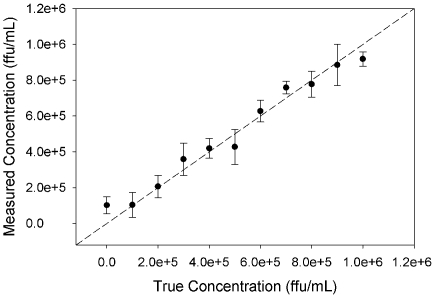 1.2e+6
1.0e+6
8.0e+5
6.0e+5
4.0e+5
2.0e+5
0.0
Measured Concentration (ffu/mL)
0.0 2.0e+5 4.0e+5 6.0e+5 8.0e+5 1.0e+6 1.2e+6
True Concentration (ffu/mL)